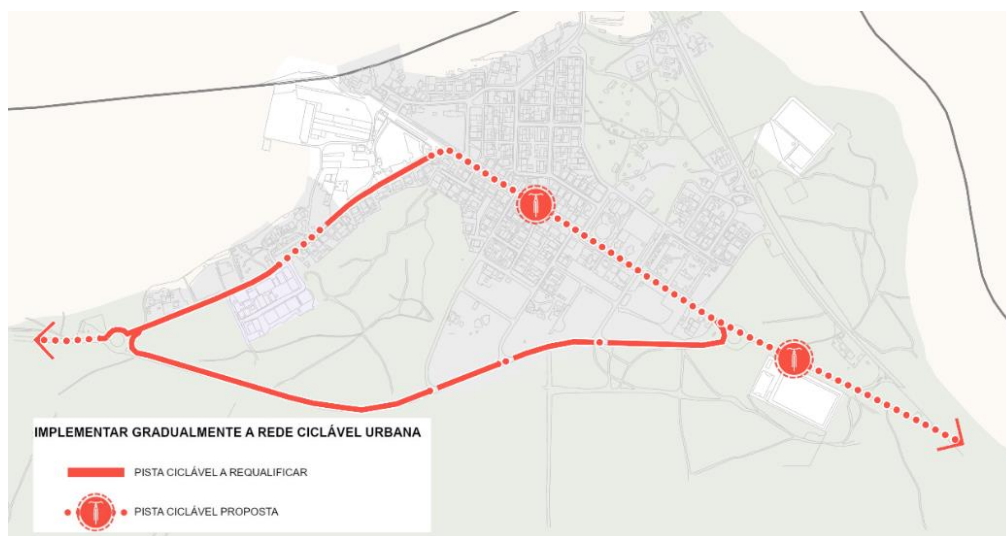 IMPLEMENTAR GRADUALMENTE A REDE CICLÁVEL URBANA
PISTA CICLÁVEL A REQUALIFICAR
PISTA CICLÁVEL PROPOSTA